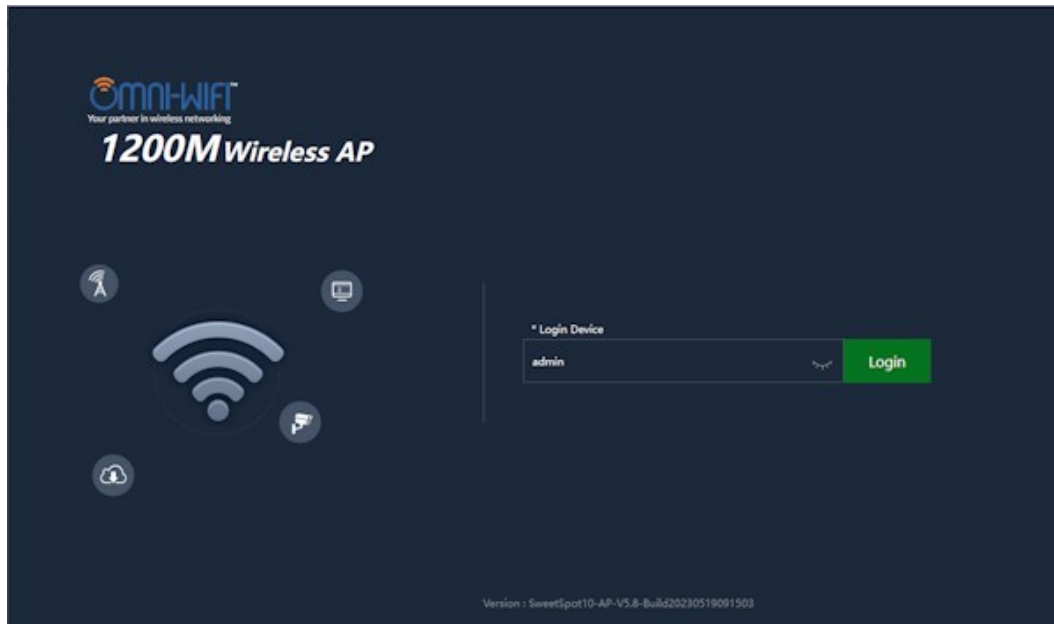 OMNI-WIFI™
Your partner in wireless networking
1200M Wireless AP
* Login Device
admin
Login
Version : SweetSpot10-AP-V5.8-Build20230519091503